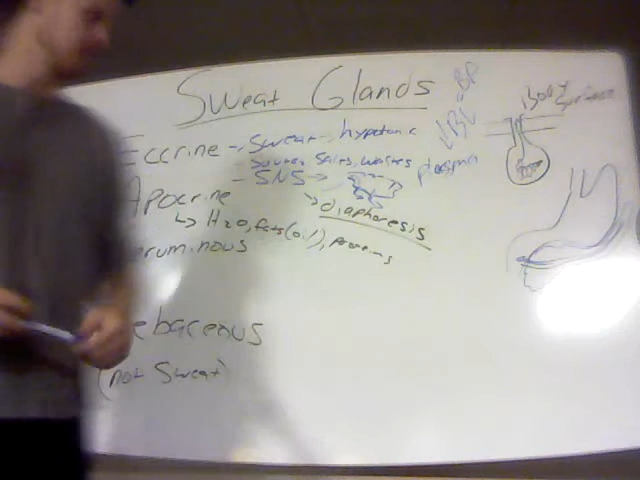 Sweat Glands
Eccrine → sweat → hypotonic
water, salts, wastes
- SNS →
plasma
BP
Body
surface
Apocrine
→ diaphoresis
↳ H2O, fats (oil), proteins
eruminous
ebaceous
(not Sweat)